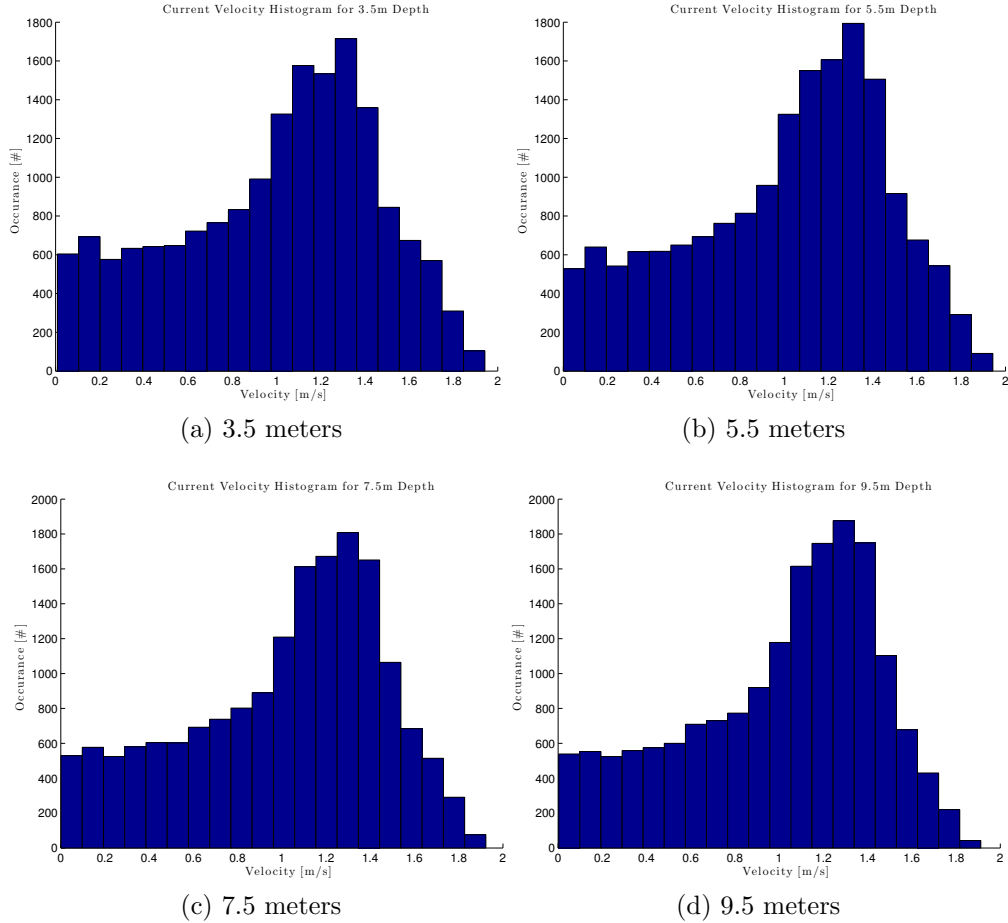 Current Velocity Histogram for 3.5m Depth
1800
1600
1400
1200
1000
800
600
400
200
0
Occurance [#]
0 0.2 0.4 0.6 0.8 1 1.2 1.4 1.6 1.8 2
Velocity [m/s]
(a) 3.5 meters
Current Velocity Histogram for 5.5m Depth
1800
1600
1400
1200
1000
800
600
400
200
0
Occurance [#]
0 0.2 0.4 0.6 0.8 1 1.2 1.4 1.6 1.8 2
Velocity [m/s]
(b) 5.5 meters
Current Velocity Histogram for 7.5m Depth
2000
1800
1600
1400
1200
1000
800
600
400
200
0
Occurance [#]
0 0.2 0.4 0.6 0.8 1 1.2 1.4 1.6 1.8 2
Velocity [m/s]
(c) 7.5 meters
Current Velocity Histogram for 9.5m Depth
2000
1800
1600
1400
1200
1000
800
600
400
200
0
Occurance [#]
0 0.2 0.4 0.6 0.8 1 1.2 1.4 1.6 1.8 2
Velocity [m/s]
(d) 9.5 meters